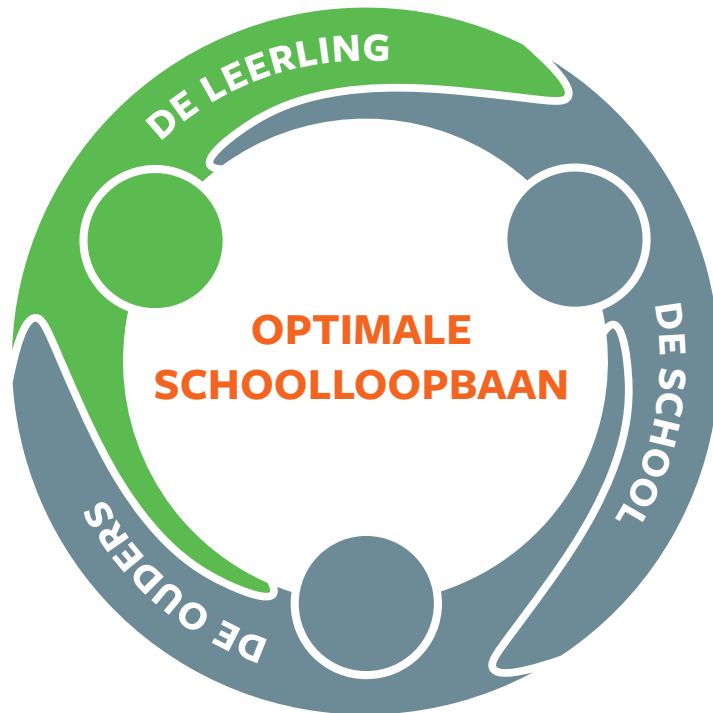 DE LEERLING
DE SCHOOL
OPTIMALE
SCHOOLLOOPBAAN
DE OUDERS